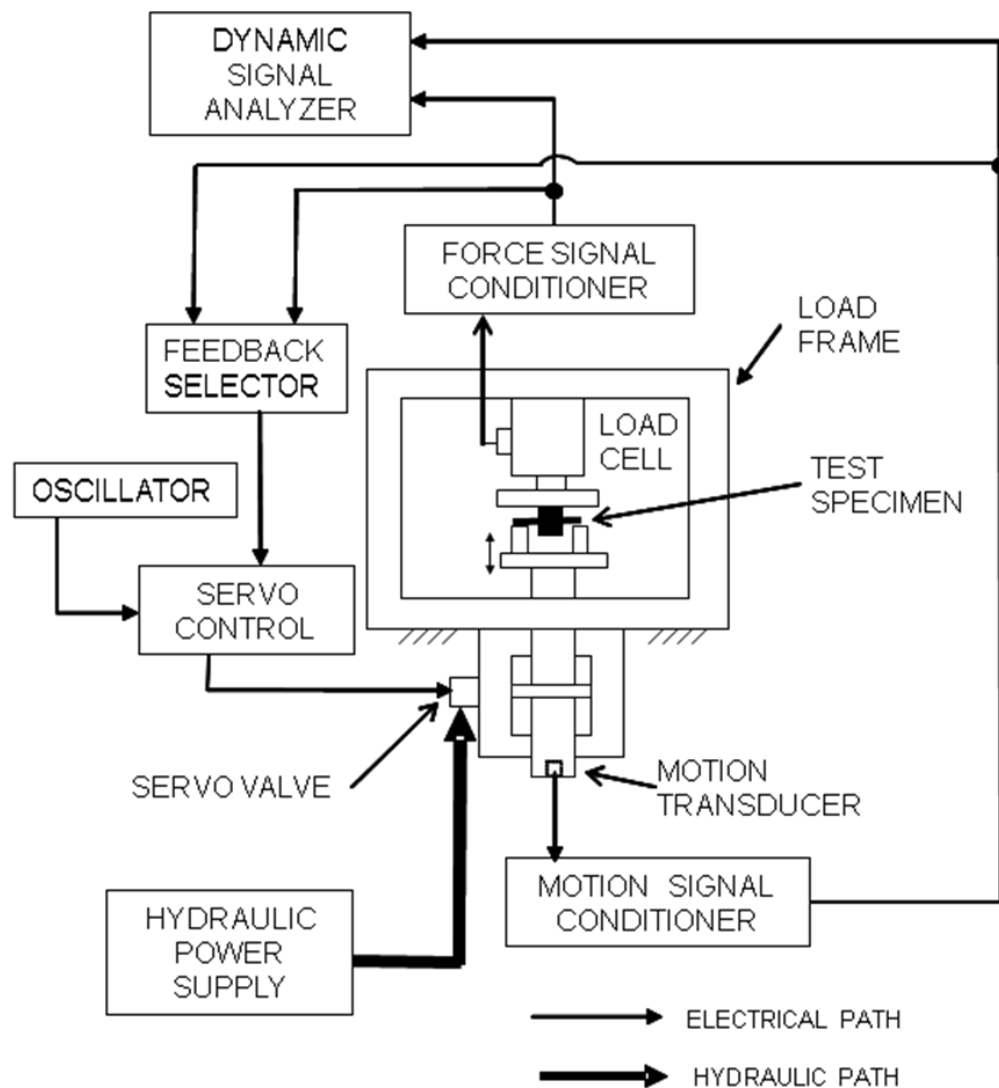 DYNAMIC
SIGNAL
ANALYZER
FORCE SIGNAL
CONDITIONER
LOAD
FRAME
FEEDBACK
SELECTOR
LOAD
CELL
TEST
SPECIMEN
OSCILLATOR
SERVO
CONTROL
SERVO VALVE
MOTION
TRANSDUCER
MOTION SIGNAL
CONDITIONER
HYDRAULIC
POWER
SUPPLY
ELECTRICAL PATH
HYDRAULIC PATH